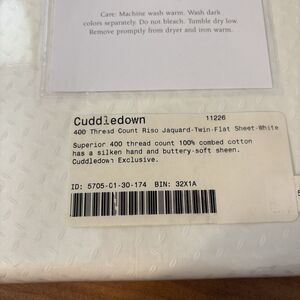 Care: Machine wash warm. Wash dark
colors separately. Do not bleach. Tumble dry low.
Remove promptly from dryer and iron warm.
Cuddledown 11226
400 Thread Count Riso Jaquard-Twin-Flat Sheet-White
Superior 400 thread count 100% combed cotton
has a silken hand and buttery-soft sheen.
Cuddledown Exclusive.
ID: 5705-01-30-174 BIN: 32X1A